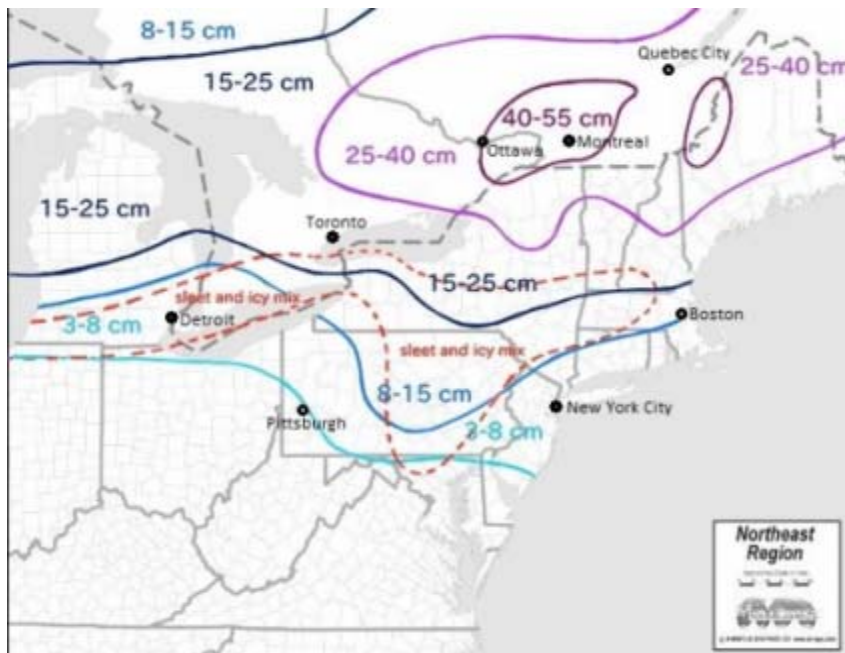 8-15 cm
Quebec City
15-25 cm
25-40 cm
40-55 cm
Ottawa
Montreal
25-40 cm
15-25 cm
Toronto
15-25 cm
sleet and icy mix
3-8 cm
Detroit
Boston
sleet and icy mix
8-15 cm
New York City
Pittsburgh
3-8 cm
Northeast
Region